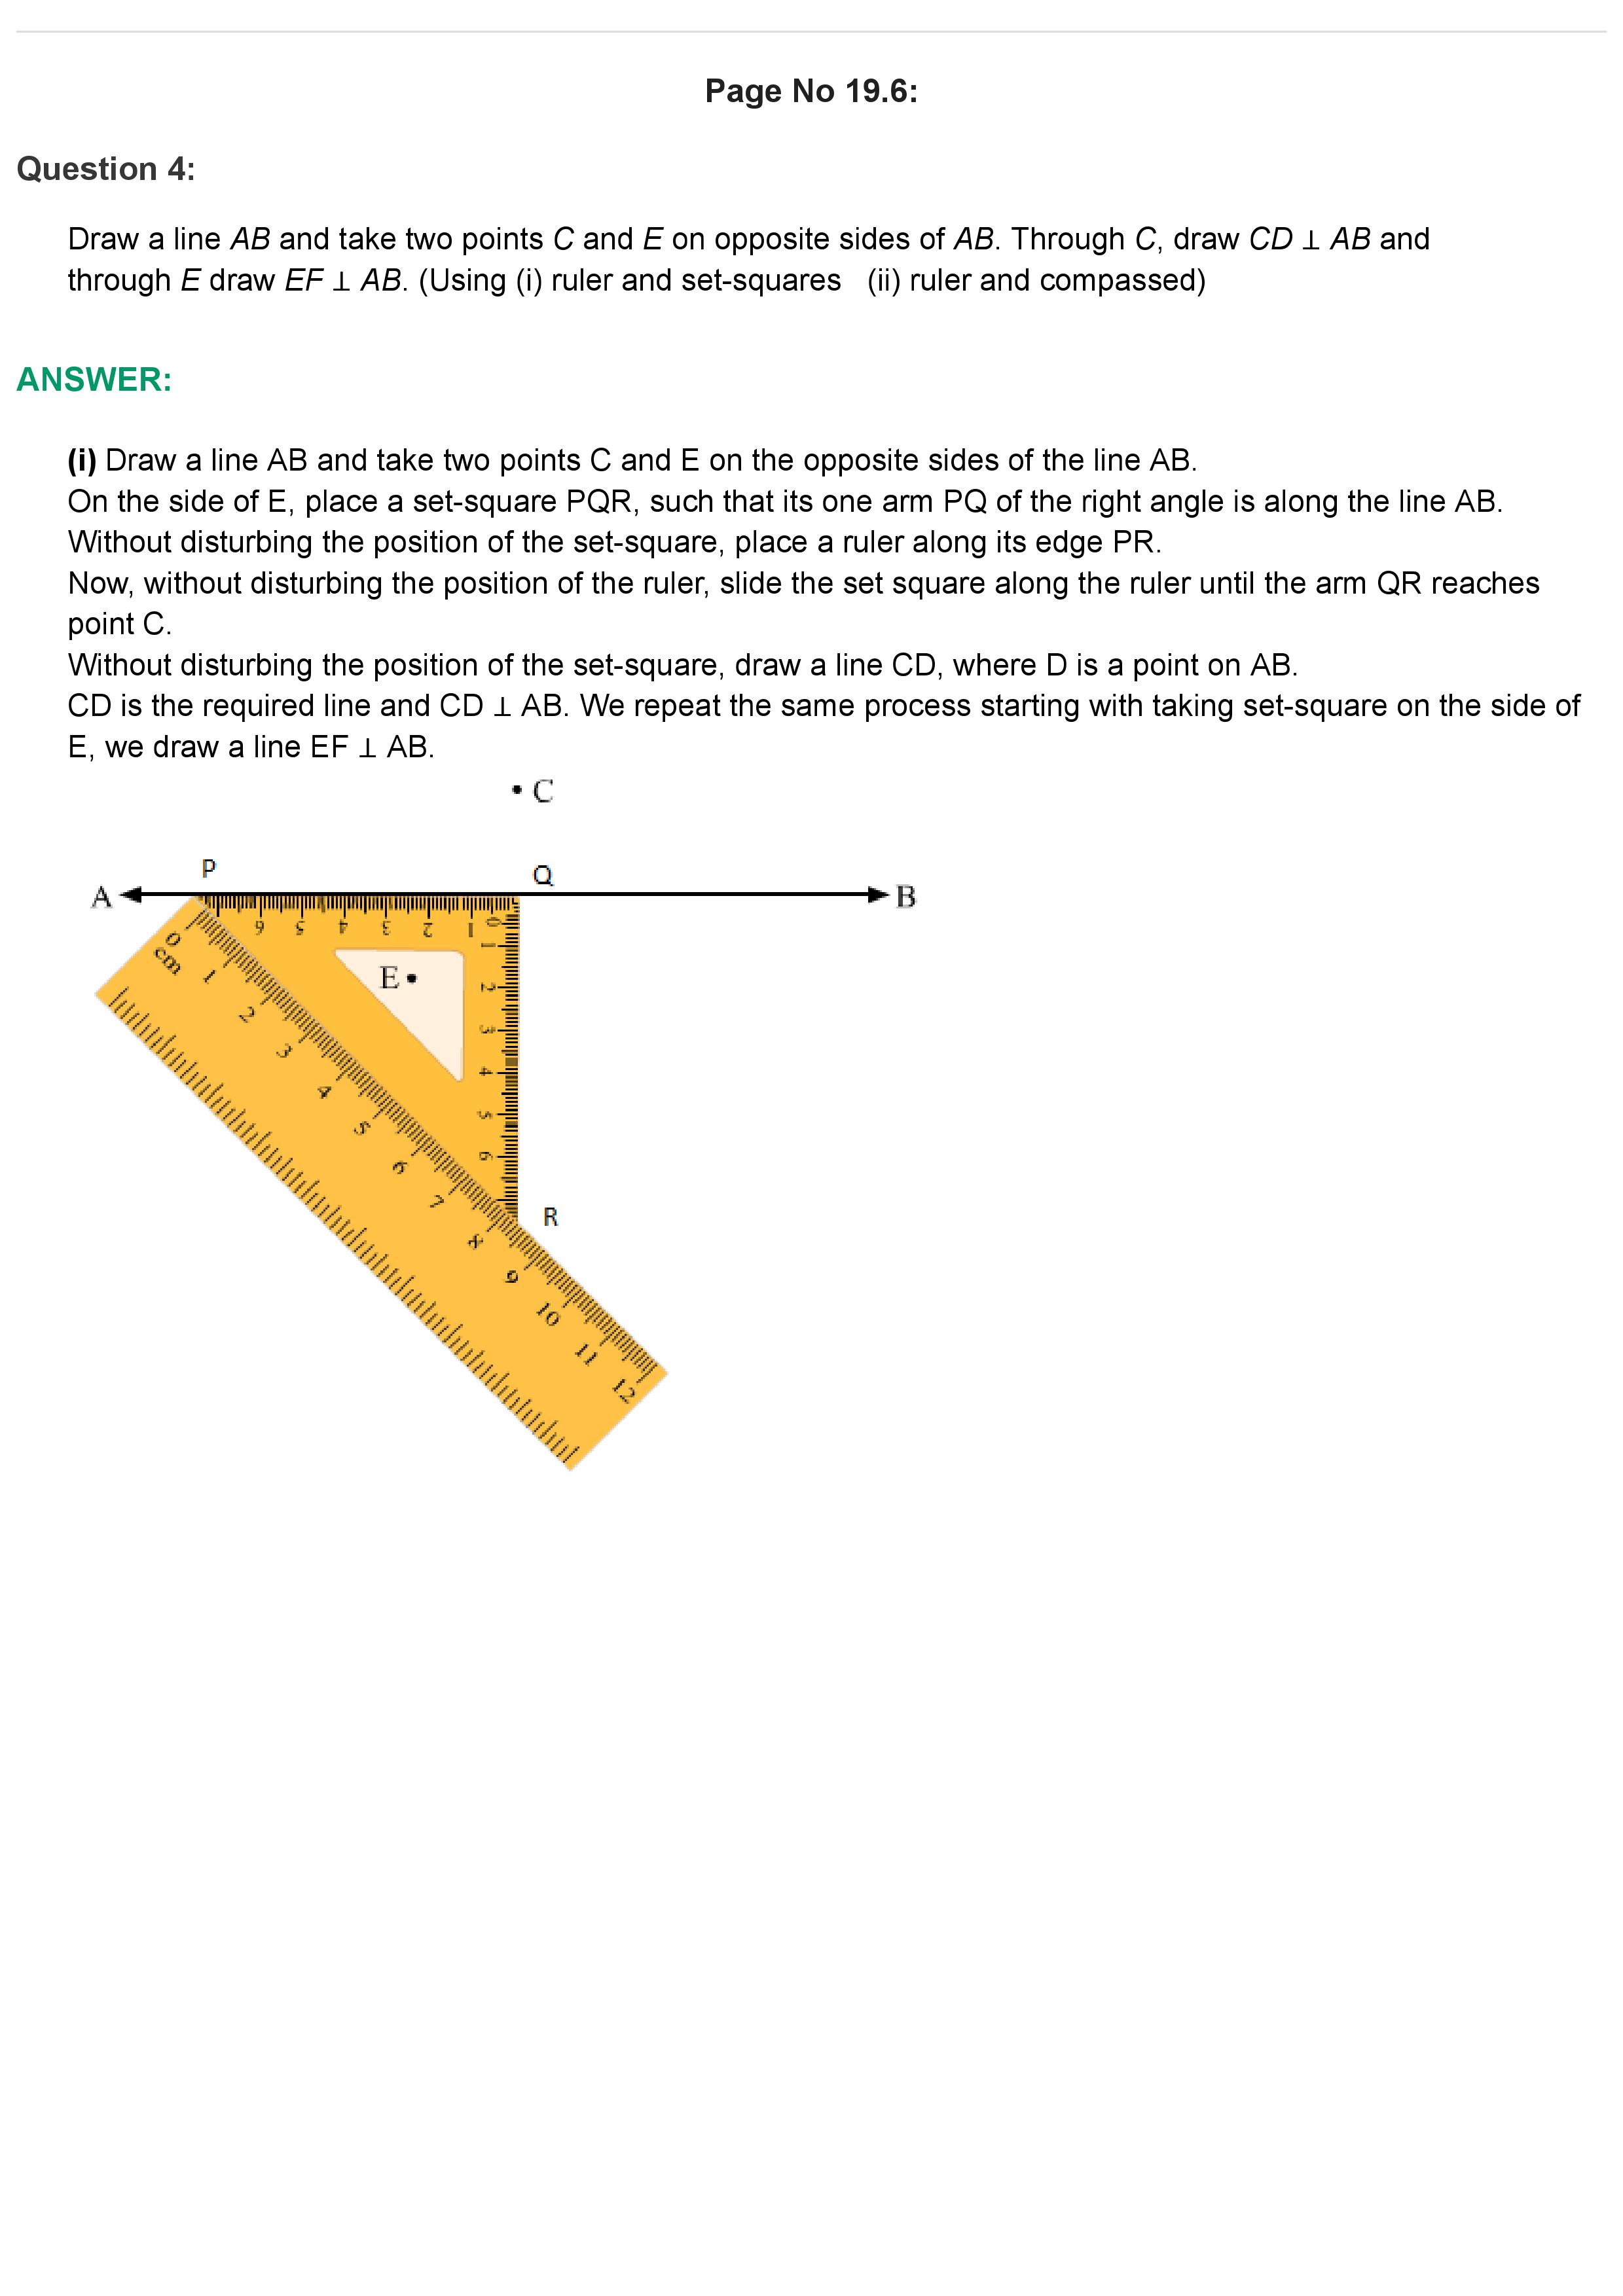 Page No 19.6:
Question 4:
Draw a line AB and take two points C and E on opposite sides of AB. Through C, draw CD ⊥ AB and
through E draw EF ⊥ AB. (Using (i) ruler and set-squares (ii) ruler and compassed)
ANSWER:
(i) Draw a line AB and take two points C and E on the opposite sides of the line AB.
On the side of E, place a set-square PQR, such that its one arm PQ of the right angle is along the line AB.
Without disturbing the position of the set-square, place a ruler along its edge PR.
Now, without disturbing the position of the ruler, slide the set square along the ruler until the arm QR reaches
point C.
Without disturbing the position of the set-square, draw a line CD, where D is a point on AB.
CD is the required line and CD ⊥ AB. We repeat the same process starting with taking set-square on the side of
E, we draw a line EF ⊥ AB.
C
P
Q
A
B
6 5 4 3 2 1 0
E
1
2
3
4
5
6
0
cm
1
2
3
4
5
6
7
8
9
10
11
12
R